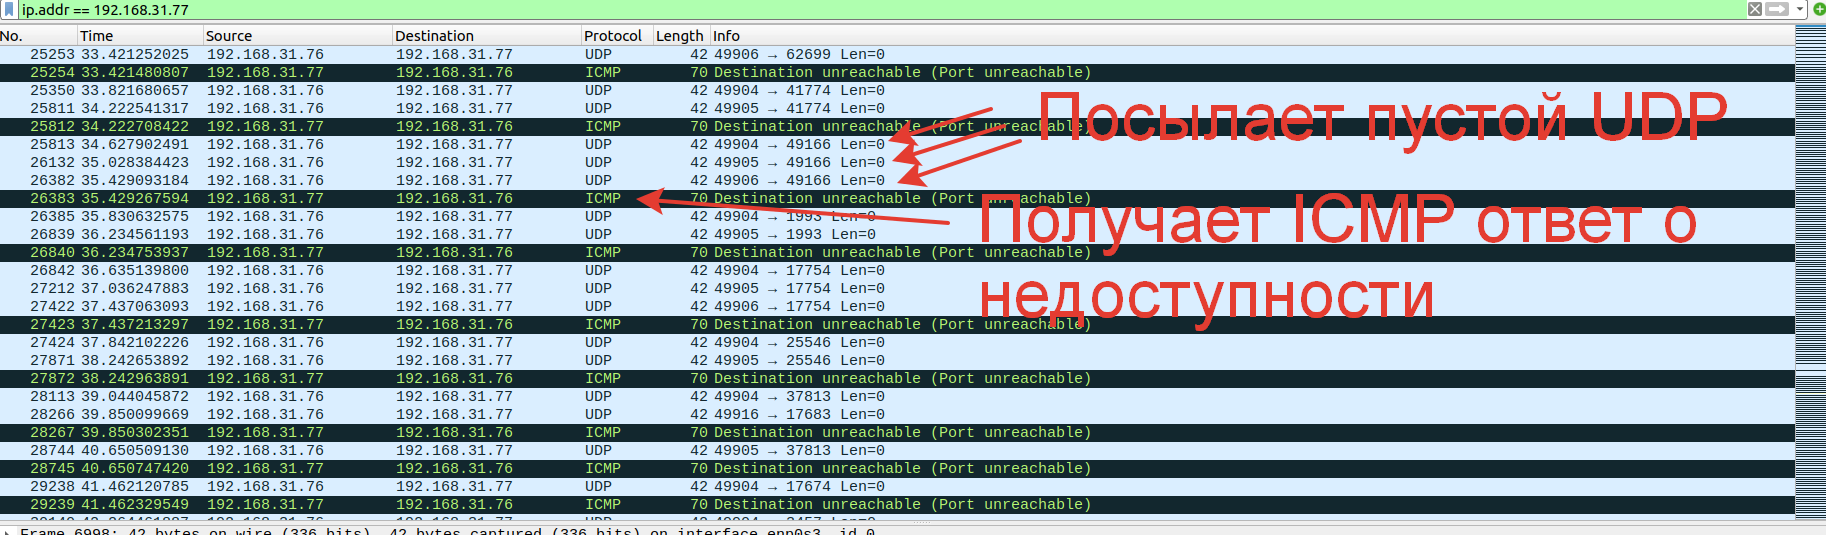 ip.addr == 192.168.31.77
No. Time Source Destination Protocol Length Info
25253 33.421252025 192.168.31.76 192.168.31.77 UDP 42 49906 → 62699 Len=0
25254 33.421480807 192.168.31.77 192.168.31.76 ICMP 70 Destination unreachable (Port unreachable)
25350 33.821680657 192.168.31.76 192.168.31.77 UDP 42 49904 → 41774 Len=0
25811 34.222541317 192.168.31.76 192.168.31.77 UDP 42 49905 → 41774 Len=0
25812 34.222708422 192.168.31.77 192.168.31.76 ICMP 70 Destination unreachable (Port unreachable)
Посылает пустой UDP
25813 34.627902491 192.168.31.76 192.168.31.77 UDP 42 49904 → 49166 Len=0
26132 35.028384423 192.168.31.76 192.168.31.77 UDP 42 49905 → 49166 Len=0
26382 35.429093184 192.168.31.76 192.168.31.77 UDP 42 49906 → 49166 Len=0
26383 35.429267594 192.168.31.77 192.168.31.76 ICMP 70 Destination unreachable (Port unreachable)
26385 35.830632575 192.168.31.76 192.168.31.77 UDP 42 49904 → 1993 Len=0
Получает ICMP ответ о
26839 36.234561193 192.168.31.76 192.168.31.77 UDP 42 49905 → 1993 Len=0
26840 36.234753937 192.168.31.77 192.168.31.76 ICMP 70 Destination unreachable (Port unreachable)
26842 36.635139800 192.168.31.76 192.168.31.77 UDP 42 49904 → 17754 Len=0
27212 37.036247883 192.168.31.76 192.168.31.77 UDP 42 49905 → 17754 Len=0
недоступности
27422 37.437063093 192.168.31.76 192.168.31.77 UDP 42 49906 → 17754 Len=0
27423 37.437213297 192.168.31.77 192.168.31.76 ICMP 70 Destination unreachable (Port unreachable)
27424 37.842102226 192.168.31.76 192.168.31.77 UDP 42 49904 → 25546 Len=0
27871 38.242653892 192.168.31.76 192.168.31.77 UDP 42 49905 → 25546 Len=0
27872 38.242963891 192.168.31.77 192.168.31.76 ICMP 70 Destination unreachable (Port unreachable)
28113 39.044045872 192.168.31.76 192.168.31.77 UDP 42 49904 → 37813 Len=0
28266 39.850099669 192.168.31.76 192.168.31.77 UDP 42 49916 → 17683 Len=0
28267 39.850302351 192.168.31.77 192.168.31.76 ICMP 70 Destination unreachable (Port unreachable)
28744 40.650509130 192.168.31.76 192.168.31.77 UDP 42 49905 → 37813 Len=0
28745 40.650747420 192.168.31.77 192.168.31.76 ICMP 70 Destination unreachable (Port unreachable)
29238 41.462120785 192.168.31.76 192.168.31.77 UDP 42 49904 → 17674 Len=0
29239 41.462329549 192.168.31.77 192.168.31.76 ICMP 70 Destination unreachable (Port unreachable)
Frame 6998: 42 bytes on wire (336 bits), 42 bytes captured (336 bits) on interface enp0s3, id 0